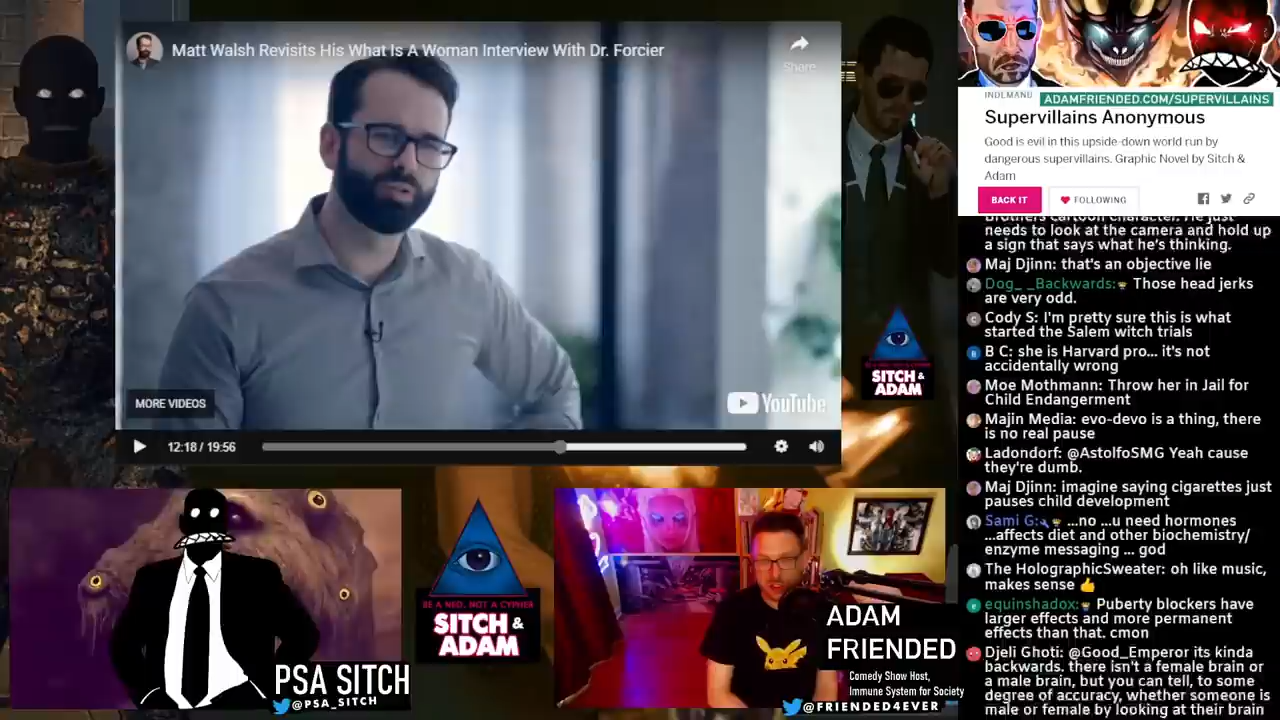 Matt Walsh Revisits His What Is A Woman Interview With Dr. Forcier
Share
MORE VIDEOS
YouTube
12:18 / 19:56
SITCH &
ADAM
BE A NEO, NOT A CYPHER
SITCH &
ADAM
PSA SITCH
@PSA_SITCH
ADAM
FRIENDED
Comedy Show Host,
Immune System for Society
@FRIENDED4EVER
INDEMAND
ADAMFRIENDED.COM/SUPERVILLAINS
Supervillains Anonymous
Good is evil in this upside-down world run by
dangerous supervillains. Graphic Novel by Sitch &
Adam
BACK IT
FOLLOWING
Brothers Cartoon Character. He just
needs to look at the camera and hold up
a sign that says what he's thinking.
Maj Djinn: that's an objective lie
Dog_ _Backwards: Those head jerks
are very odd.
Cody S: I'm pretty sure this is what
started the Salem witch trials
B C: she is Harvard pro... it's not
accidentally wrong
Moe Mothmann: Throw her in Jail for
Child Endangerment
Majin Media: evo-devo is a thing, there
is no real pause
Ladondorf: @AstolfoSMG Yeah cause
they're dumb.
Maj Djinn: imagine saying cigarettes just
pauses child development
Sami G: ...no ...u need hormones
...affects diet and other biochemistry/
enzyme messaging ... god
The HolographicSweater: oh like music,
makes sense 👍
equinshadox: Puberty blockers have
larger effects and more permanent
effects than that. cmon
Djeli Ghoti: @Good_Emperor its kinda
backwards. there isn't a female brain or
a male brain, but you can tell, to some
degree of accuracy, whether someone is
male or female by looking at their brain